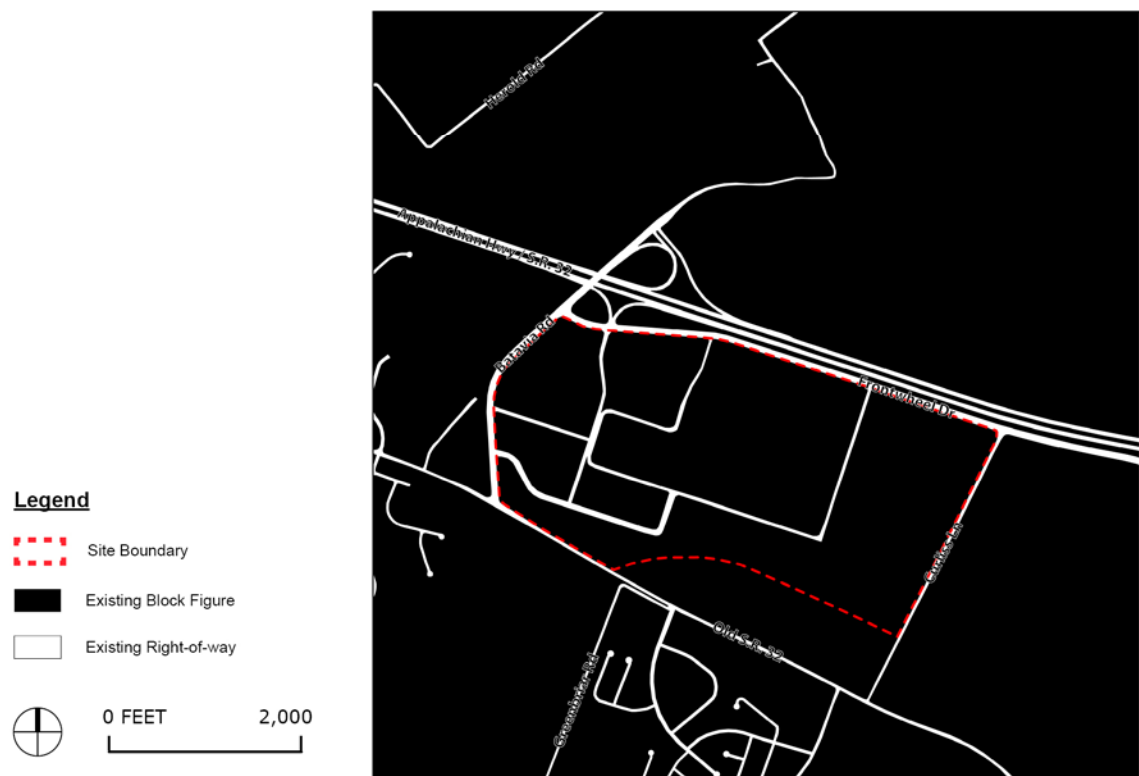 Herold Rd
Appalachian Hwy / S.R. 32
Batavia Rd
Frontwheel Dr
Curliss Ln
Old S.R. 32
Greenbriar Rd
Legend
Site Boundary
Existing Block Figure
Existing Right-of-way
0 FEET 2,000